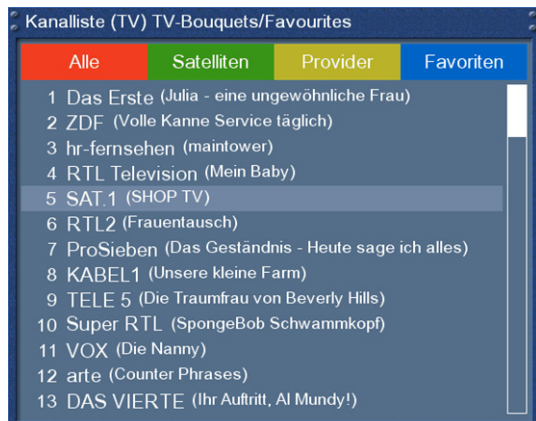 Kanalliste (TV) TV-Bouquets/Favourites
Alle Satelliten Provider Favoriten
1 Das Erste (Julia - eine ungewöhnliche Frau)
2 ZDF (Volle Kanne Service täglich)
3 hr-fernsehen (maintower)
4 RTL Television (Mein Baby)
5 SAT.1 (SHOP TV)
6 RTL2 (Frauentausch)
7 ProSieben (Das Geständnis - Heute sage ich alles)
8 KABEL1 (Unsere kleine Farm)
9 TELE 5 (Die Traumfrau von Beverly Hills)
10 Super RTL (SpongeBob Schwammkopf)
11 VOX (Die Nanny)
12 arte (Counter Phrases)
13 DAS VIERTE (Ihr Auftritt, Al Mundy!)